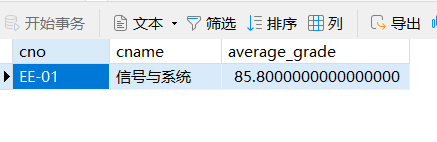 开始事务 文本 筛选 排序 列 导出
cno cname average_grade
EE-01 信号与系统 85.8000000000000000